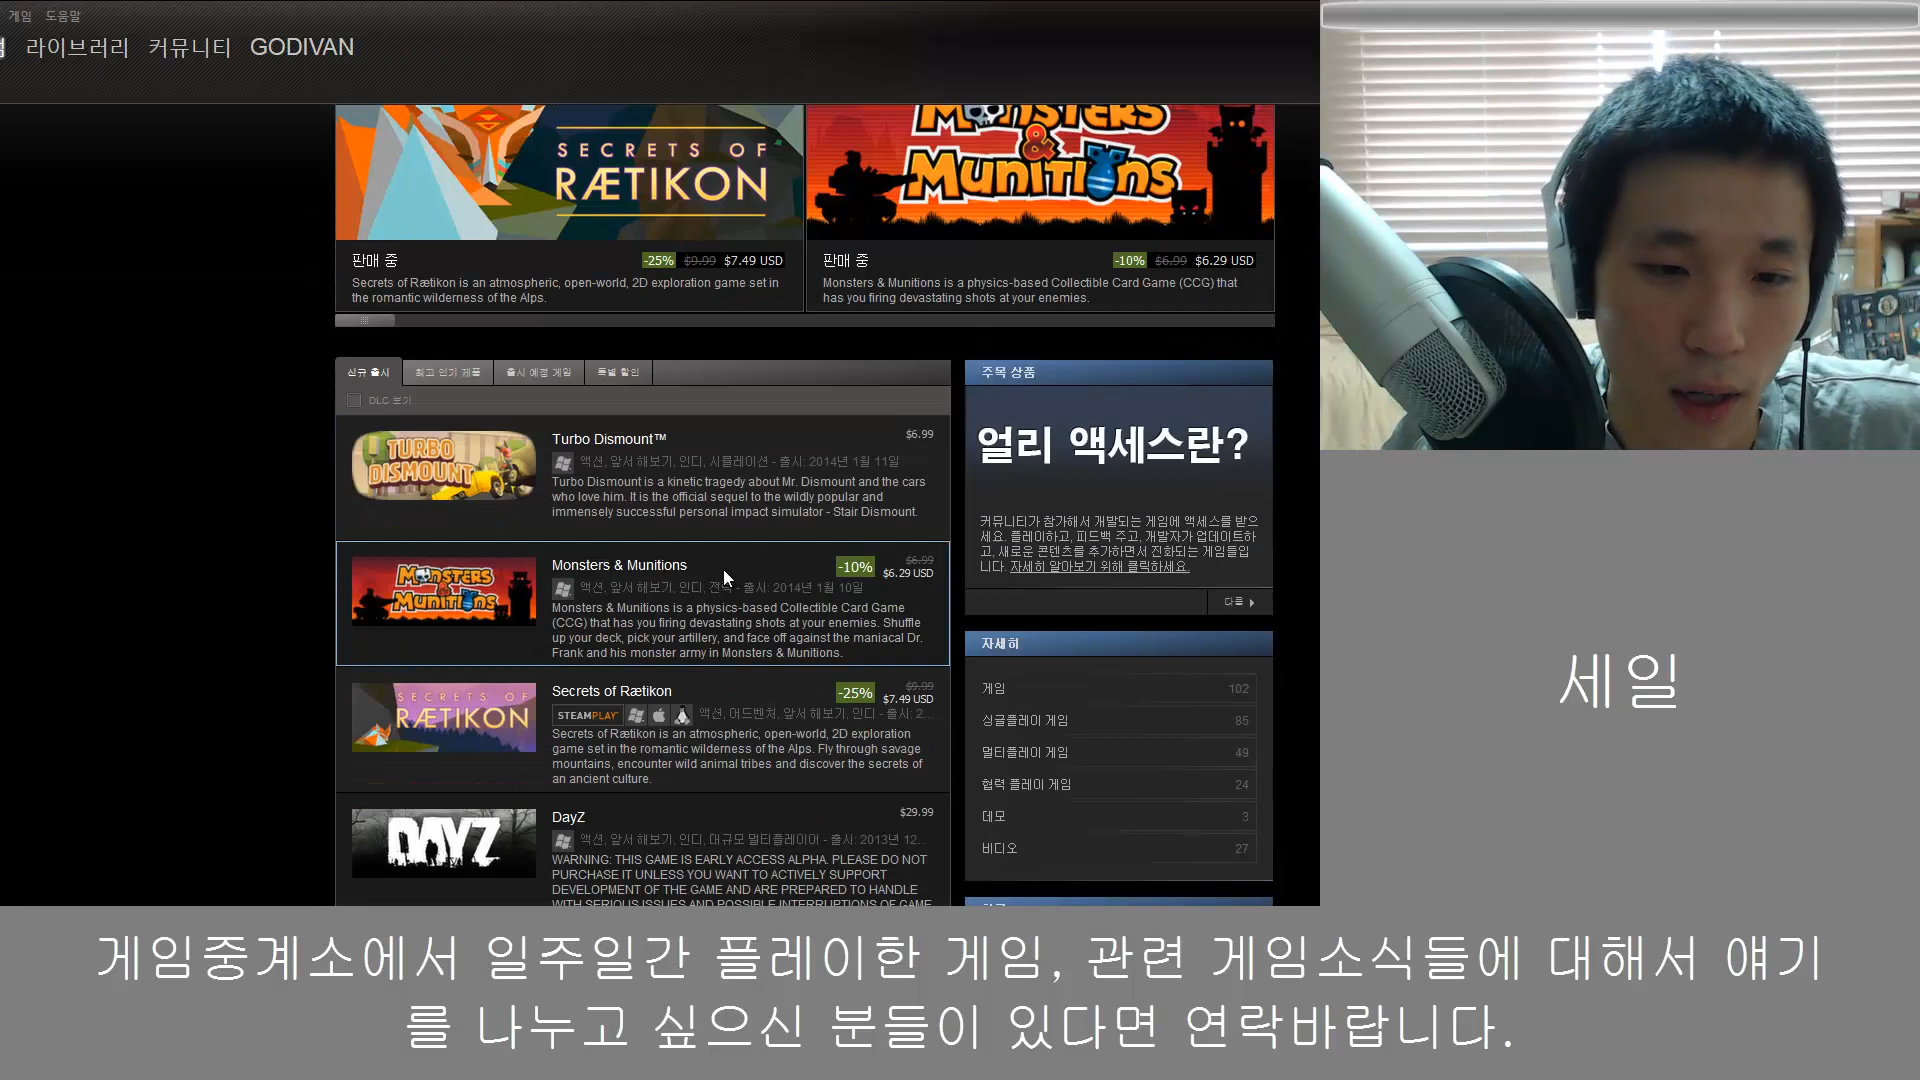 게임 도움말
라이브러리 커뮤니티 GODIVAN
SECRETS OF
RÆTIKON
MONSTERS
&
MUNITIONS
판매 중 -25% $9.99 $7.49 USD
Secrets of Rætikon is an atmospheric, open-world, 2D exploration game set in
the romantic wilderness of the Alps.
판매 중 -10% $6.99 $6.29 USD
Monsters & Munitions is a physics-based Collectible Card Game (CCG) that
has you firing devastating shots at your enemies.
신규 출시 최고 인기 제품 출시 예정 게임 특별 할인
DLC 보기
TURBO
DISMOUNT
Turbo Dismount™ $6.99
액션, 앞서 해보기, 인디, 시뮬레이션 - 출시: 2014년 1월 11일
Turbo Dismount is a kinetic tragedy about Mr. Dismount and the cars
who love him. It is the official sequel to the wildly popular and
immensely successful personal impact simulator - Stair Dismount.
MONSTERS
&
MUNITIONS
Monsters & Munitions -10% $6.99
$6.29 USD
액션, 앞서 해보기, 인디, 전략 - 출시: 2014년 1월 10일
Monsters & Munitions is a physics-based Collectible Card Game
(CCG) that has you firing devastating shots at your enemies. Shuffle
up your deck, pick your artillery, and face off against the maniacal Dr.
Frank and his monster army in Monsters & Munitions.
SECRETS OF
RÆTIKON
Secrets of Rætikon -25% $9.99
$7.49 USD
STEAMPLAY 액션, 어드벤처, 앞서 해보기, 인디 - 출시: 2...
Secrets of Rætikon is an atmospheric, open-world, 2D exploration
game set in the romantic wilderness of the Alps. Fly through savage
mountains, encounter wild animal tribes and discover the secrets of
an ancient culture.
DAYZ
DayZ $29.99
액션, 앞서 해보기, 인디, 대규모 멀티플레이어 - 출시: 2013년 12...
WARNING: THIS GAME IS EARLY ACCESS ALPHA. PLEASE DO NOT
PURCHASE IT UNLESS YOU WANT TO ACTIVELY SUPPORT
DEVELOPMENT OF THE GAME AND ARE PREPARED TO HANDLE
WITH SERIOUS ISSUES AND POSSIBLE INTERRUPTIONS OF GAME
주목 상품
얼리 액세스란?
커뮤니티가 참가해서 개발되는 게임에 액세스를 받으
세요. 플레이하고, 피드백 주고, 개발자가 업데이트하
고, 새로운 콘텐츠를 추가하면서 진화되는 게임들입
니다. 자세히 알아보기 위해 클릭하세요.
다음
자세히
게임 102
싱글플레이 게임 85
멀티플레이 게임 49
협력 플레이 게임 24
데모 3
비디오 27
세일
게임중계소에서 일주일간 플레이한 게임, 관련 게임소식들에 대해서 얘기
를 나누고 싶으신 분들이 있다면 연락바랍니다.